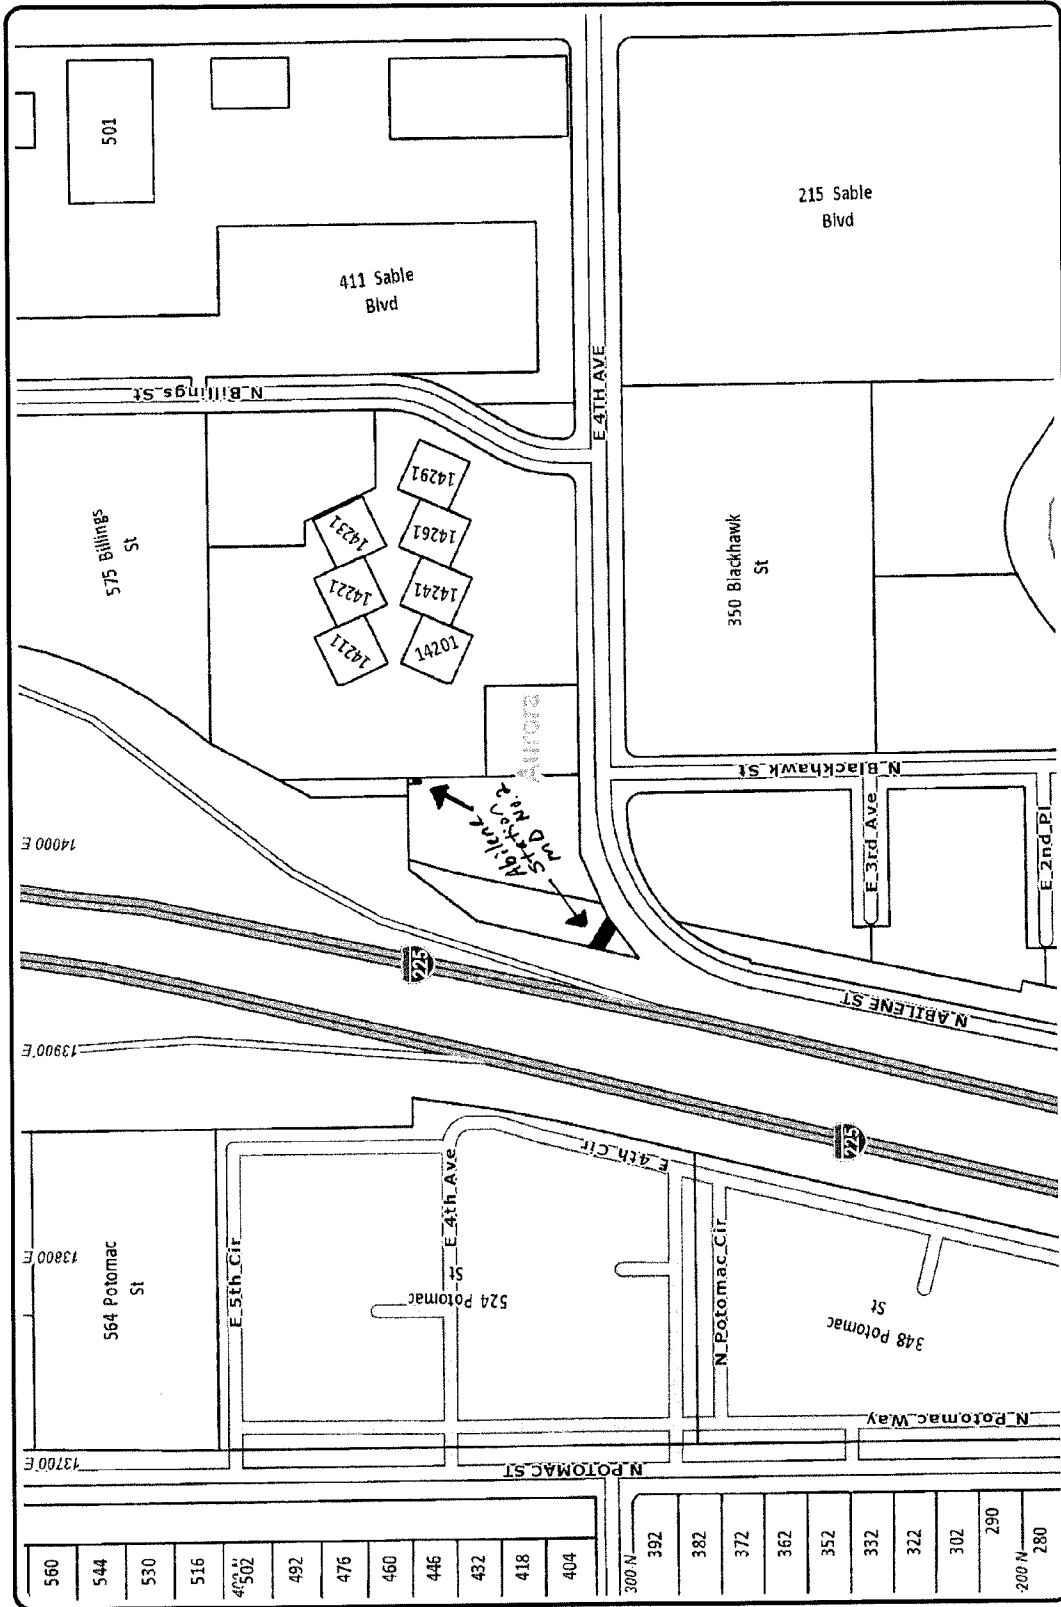 501
411 Sable
Blvd
215 Sable
Blvd
N Billings St
E 4TH AVE
575 Billings
St
14291
14261
14241
14201
14231
14221
14211
350 Blackhawk
St
Aurora
N Blackhawk St
Abilene
Station
MD No. 2
E 3rd Ave
E 2nd Pl
14000 E
225
N ABILENE ST
13900 E
225
E 4th Cir
E 4th Ave
E 5th Cir
13800 E
564 Potomac
St
524 Potomac
St
N Potomac Cir
348 Potomac
St
N Potomac Way
13700 E
N POTOMAC ST
560
544
530
516
400 N
502
492
476
460
446
432
418
404
300 N
392
382
372
362
352
332
322
302
290
200 N
280